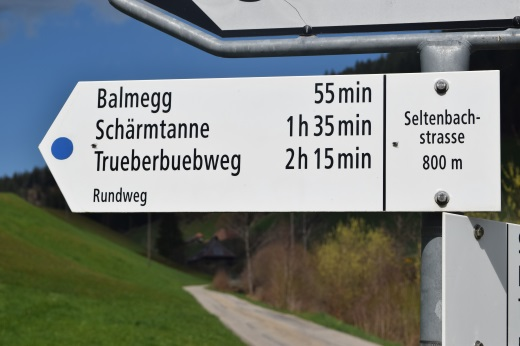 Balmegg 55 min
Schärmtanne 1 h 35 min
Trueberbuebweg 2 h 15 min
Rundweg
Seltenbach-
strasse
800 m